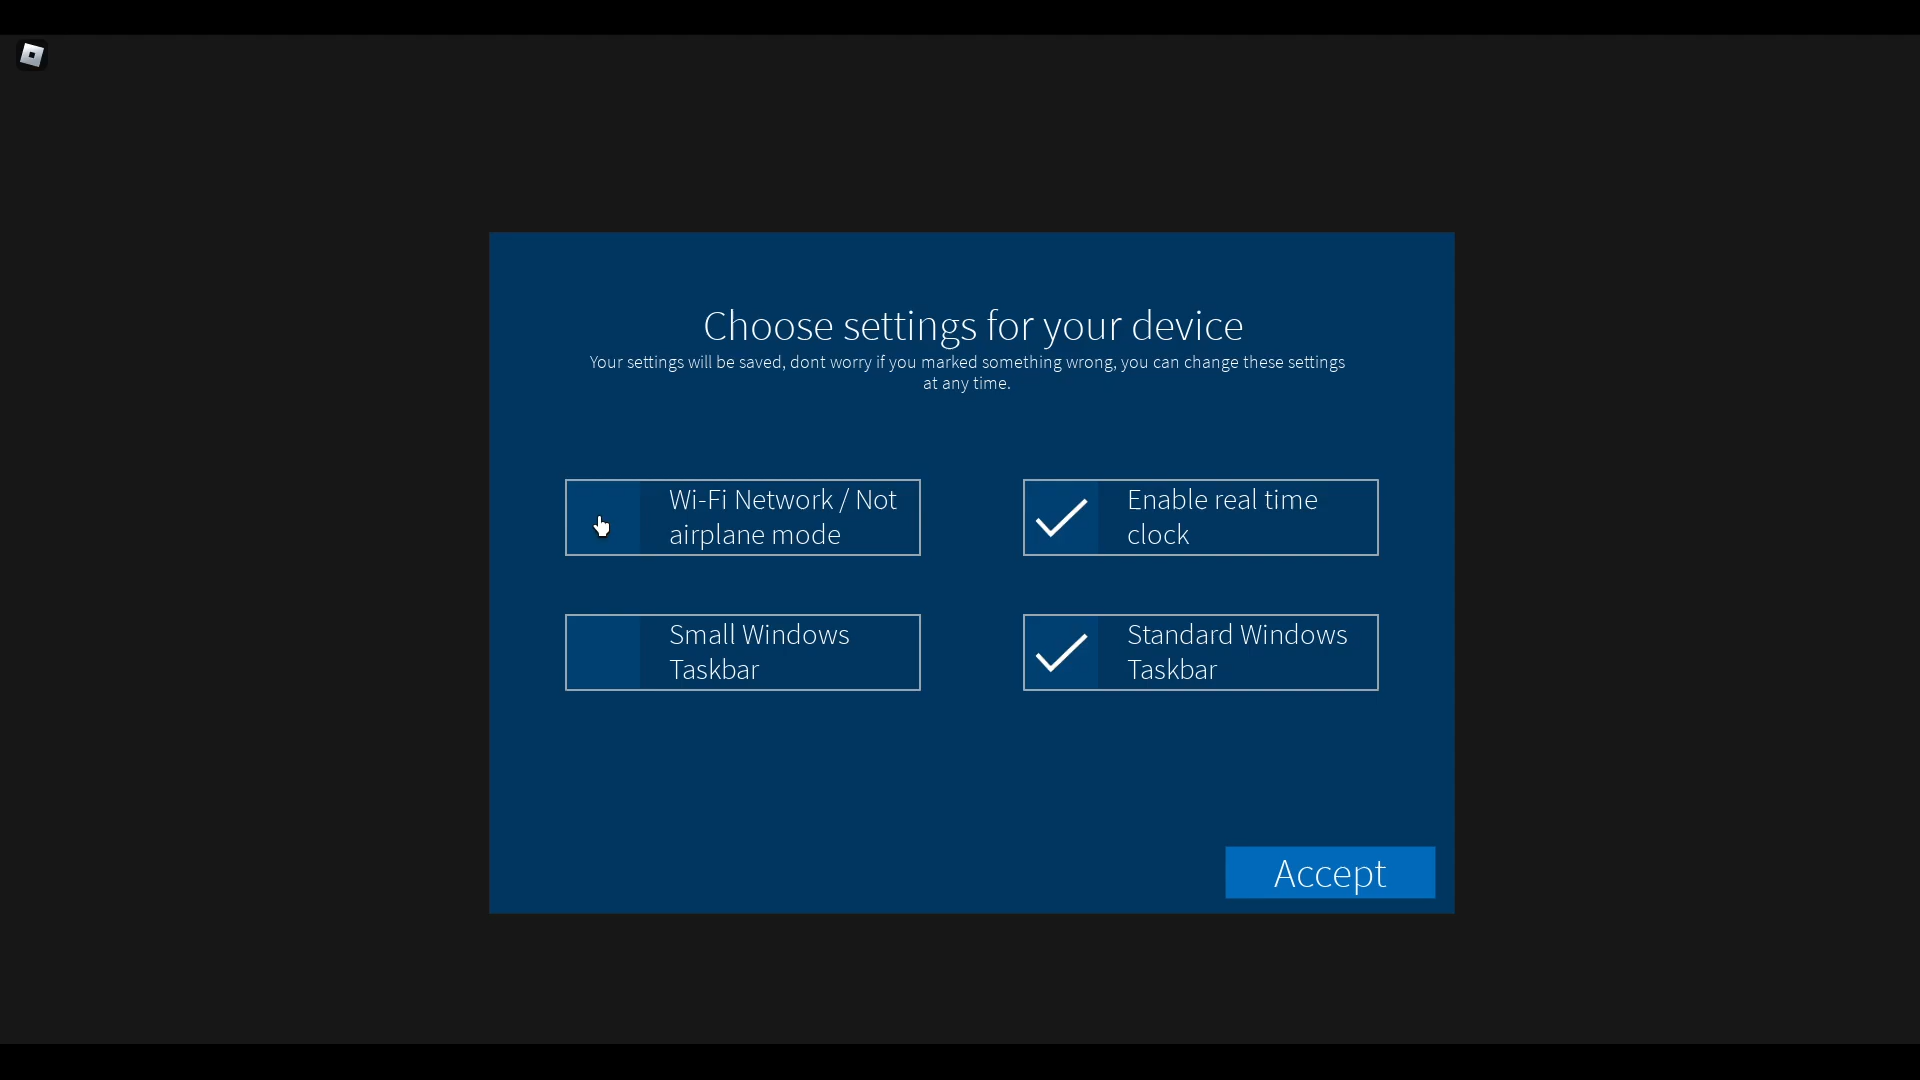 Choose settings for your device
Your settings will be saved, dont worry if you marked something wrong, you can change these settings
at any time.
Wi-Fi Network / Not
airplane mode
Enable real time
clock
Small Windows
Taskbar
Standard Windows
Taskbar
Accept